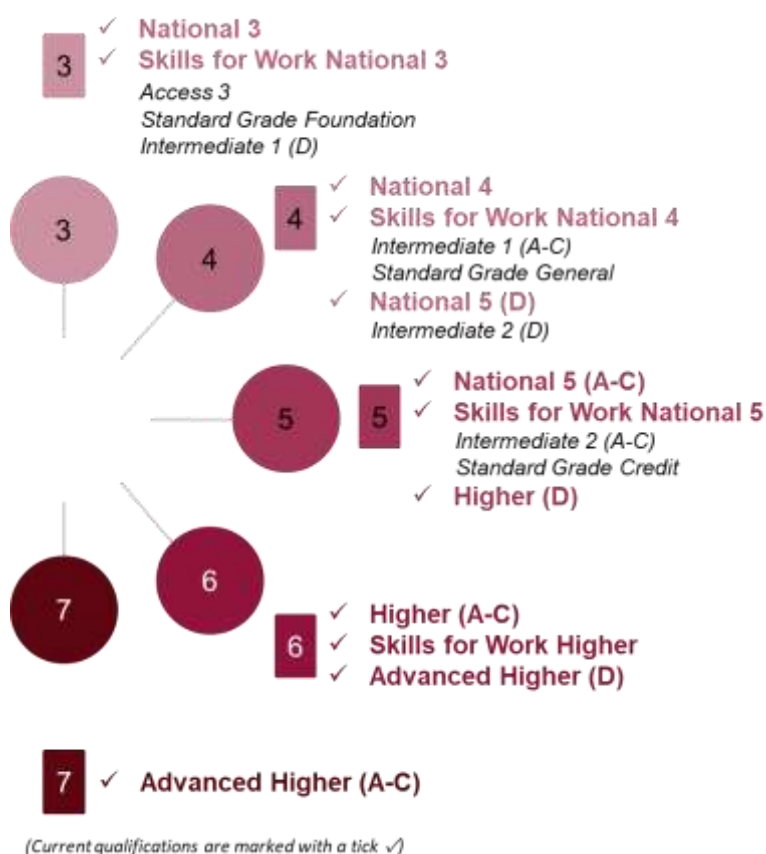 3
✓ National 3
✓ Skills for Work National 3
Access 3
Standard Grade Foundation
Intermediate 1 (D)
3
4
4
✓ National 4
✓ Skills for Work National 4
Intermediate 1 (A-C)
Standard Grade General
✓ National 5 (D)
Intermediate 2 (D)
5
5
✓ National 5 (A-C)
✓ Skills for Work National 5
Intermediate 2 (A-C)
Standard Grade Credit
✓ Higher (D)
7
6
6
✓ Higher (A-C)
✓ Skills for Work Higher
✓ Advanced Higher (D)
7
✓ Advanced Higher (A-C)
(Current qualifications are marked with a tick ✓)